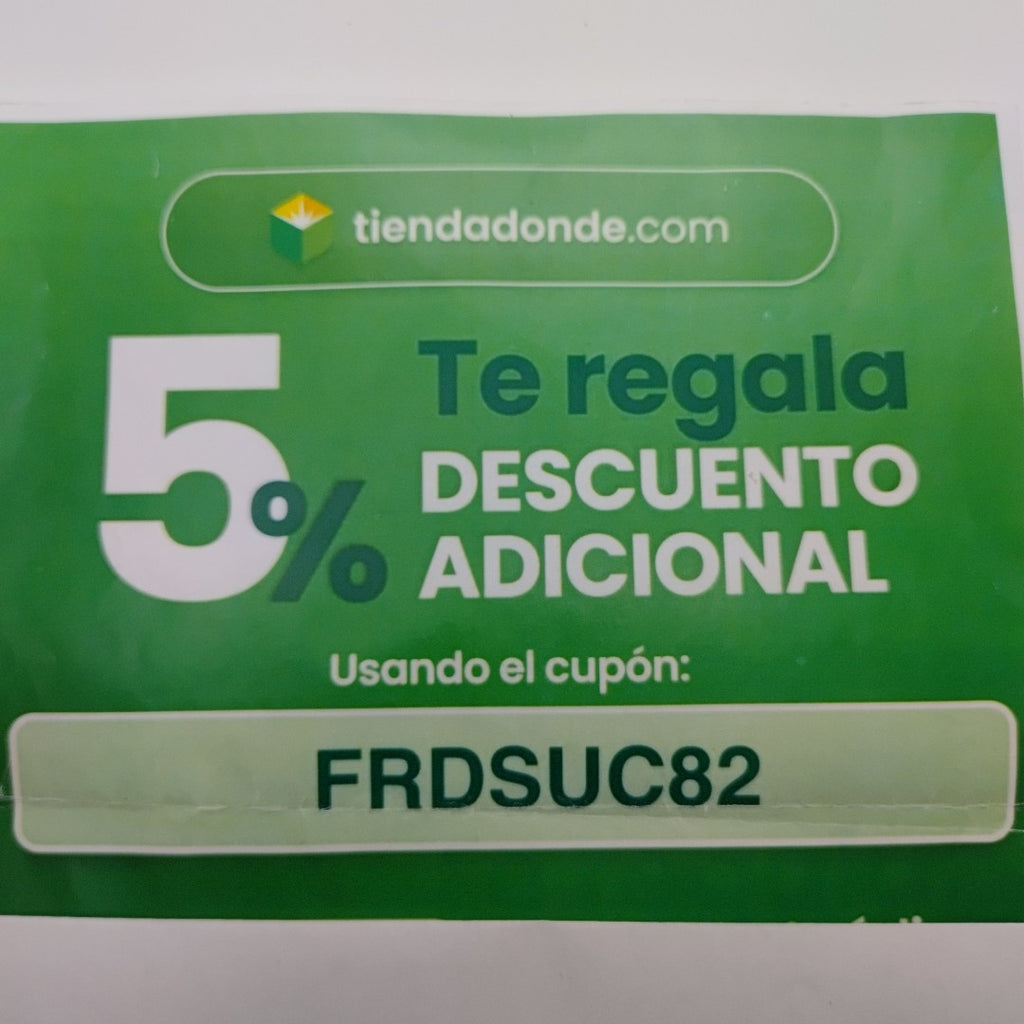 tiendadonde.com
5%
Te regala
DESCUENTO
ADICIONAL
Usando el cupón:
FRDSUC82